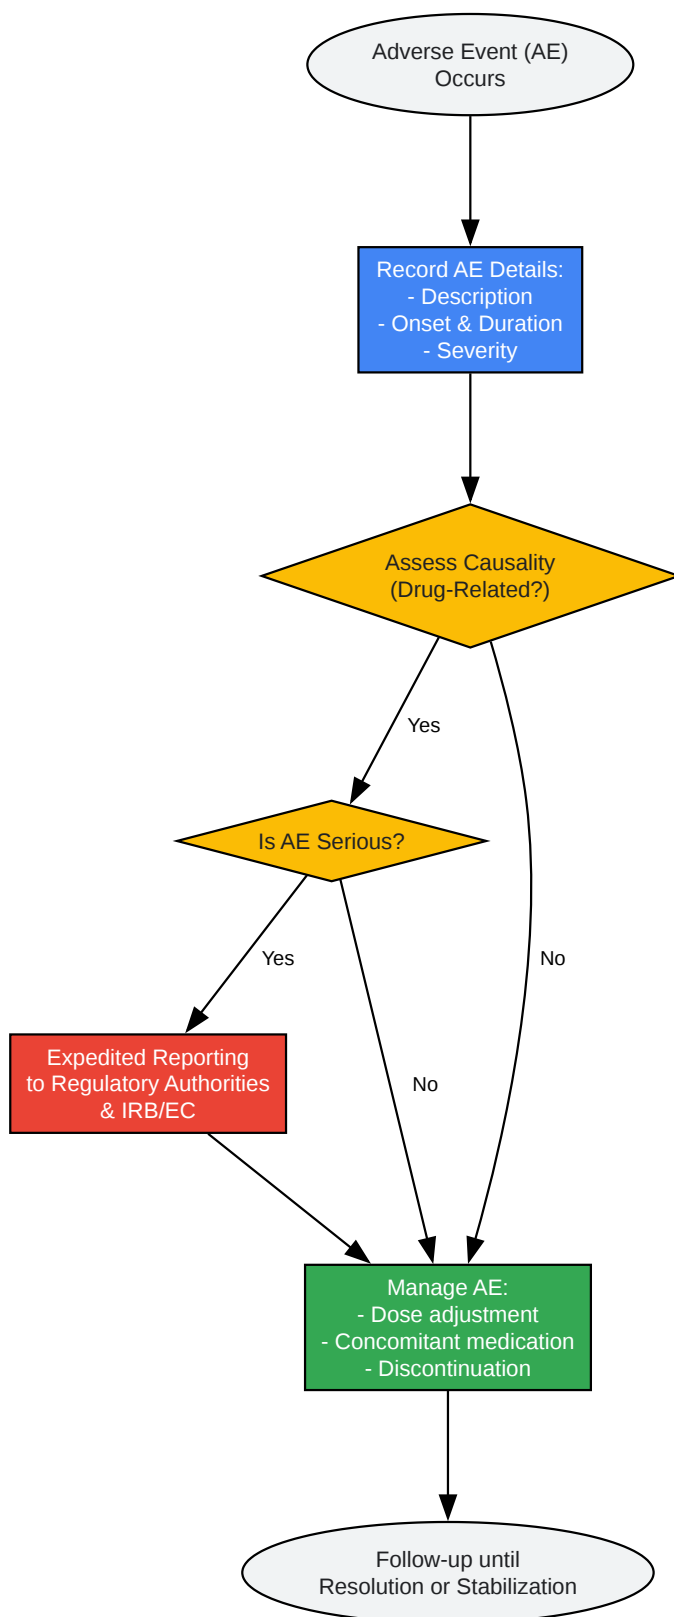 Adverse Event (AE)
Occurs
Record AE Details:
- Description
- Onset & Duration
- Severity
Assess Causality
(Drug-Related?)
Yes
Is AE Serious?
Yes
No
No
Expedited Reporting
to Regulatory Authorities
& IRB/EC
Manage AE:
- Dose adjustment
- Concomitant medication
- Discontinuation
Follow-up until
Resolution or Stabilization